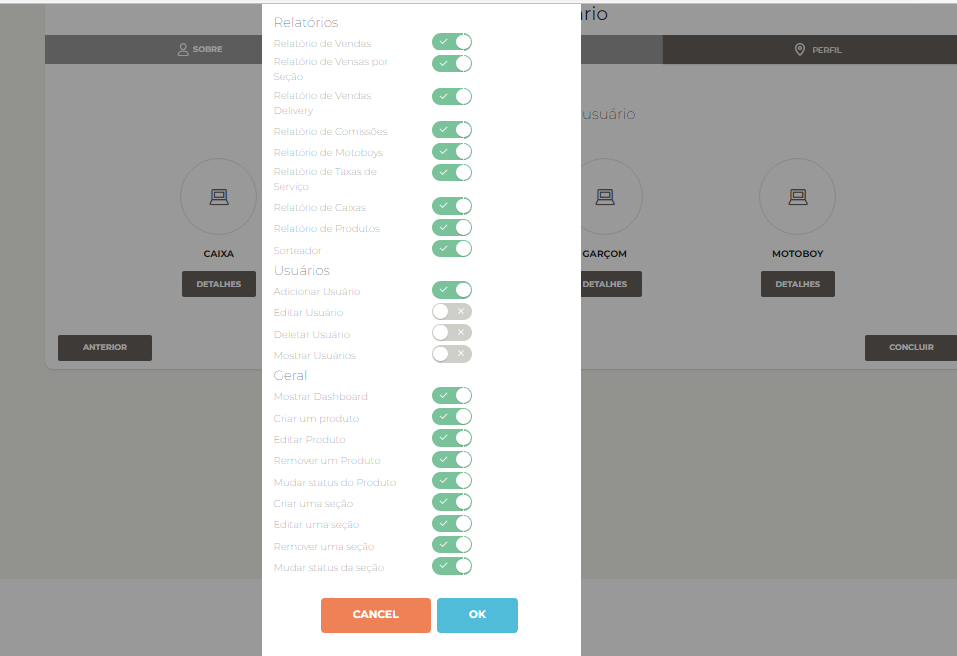 ário
SOBRE
PERFIL
usuário
CAIXA
DETALHES
GARÇOM
DETALHES
MOTOBOY
DETALHES
ANTERIOR
CONCLUIR
Relatórios
Relatório de Vendas
Relatório de Vensas por
Seção
Relatório de Vendas
Delivery
Relatório de Comissões
Relatório de Motoboys
Relatório de Taxas de
Serviço
Relatório de Caixas
Relatório de Produtos
Sorteador
Usuários
Adicionar Usuário
Editar Usuário
Deletar Usuário
Mostrar Usuários
Geral
Mostrar Dashboard
Criar um produto
Editar Produto
Remover um Produto
Mudar status do Produto
Criar uma seção
Editar uma seção
Remover uma seção
Mudar status da seção
CANCEL
OK